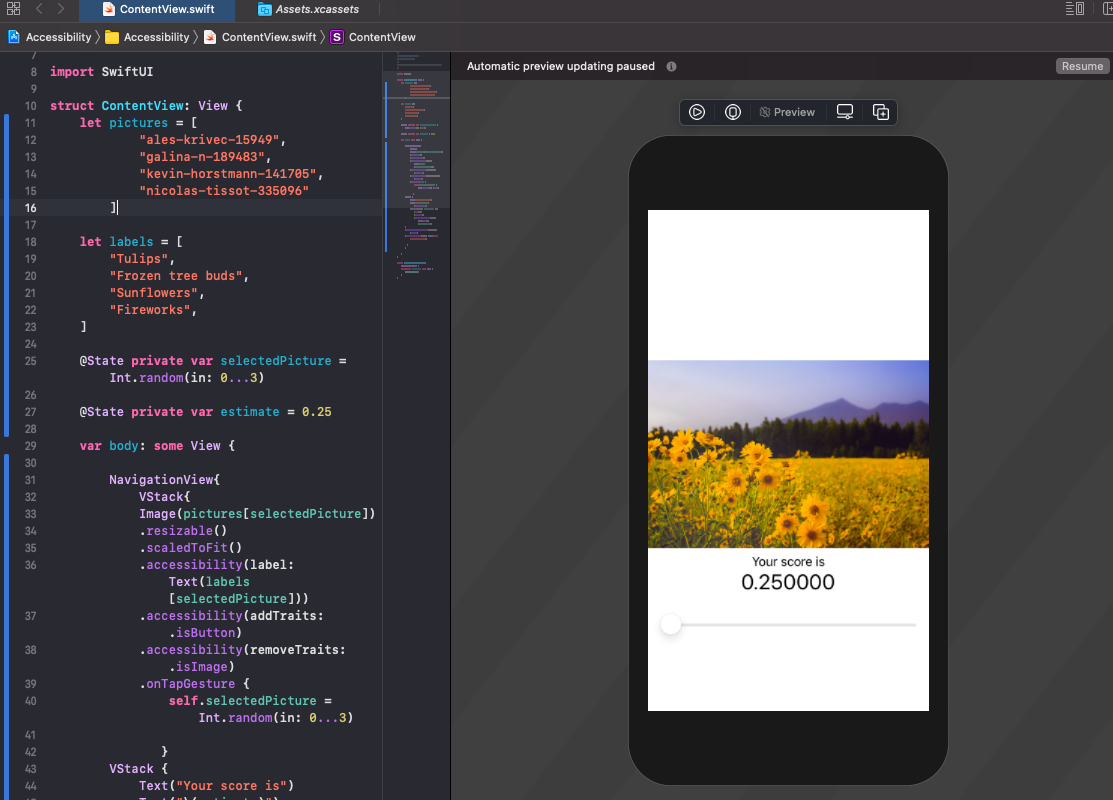 ContentView.swift
Assets.xcassets
Accessibility
Accessibility
ContentView.swift
S ContentView
7
8 import SwiftUI
9
10 struct ContentView: View {
11 let pictures = [
12 "ales-krivec-15949",
13 "galina-n-189483",
14 "kevin-horstmann-141705",
15 "nicolas-tissot-335096"
16 ]
17
18 let labels = [
19 "Tulips",
20 "Frozen tree buds",
21 "Sunflowers",
22 "Fireworks",
23 ]
24
25 @State private var selectedPicture =
Int.random(in: 0...3)
26
27 @State private var estimate = 0.25
28
29 var body: some View {
30
31 NavigationView{
32 VStack{
33 Image(pictures[selectedPicture])
34 .resizable()
35 .scaledToFit()
36 .accessibility(label:
Text(labels
[selectedPicture]))
37 .accessibility(addTraits:
.isButton)
38 .accessibility(removeTraits:
.isImage)
39 .onTapGesture {
40 self.selectedPicture =
Int.random(in: 0...3)
41
42 }
43 VStack {
44 Text("Your score is")
Automatic preview updating paused
Resume
Preview
Your score is
0.250000